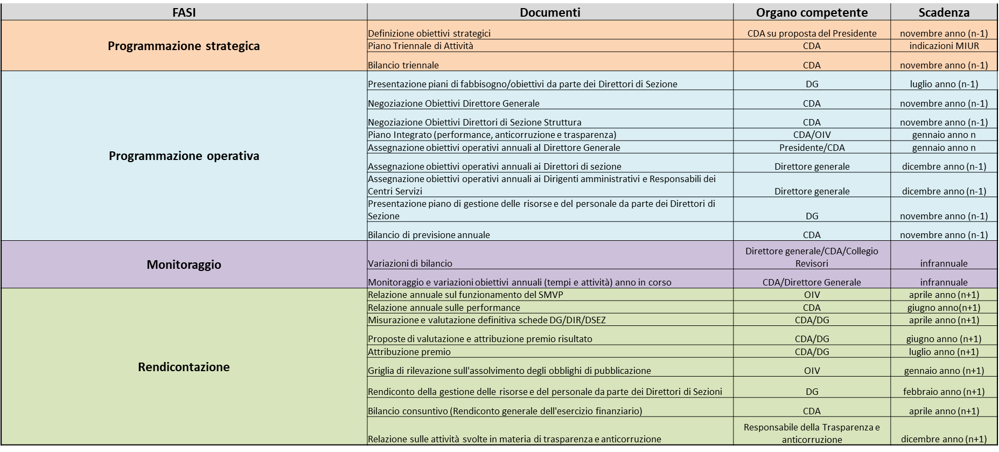 FASI Documenti Organo competente Scadenza
Programmazione strategica
Definizione obiettivi strategici CDA su proposta del Presidente novembre anno (n-1)
Piano Triennale di Attività CDA indicazioni MIUR
Bilancio triennale CDA novembre anno (n-1)
Programmazione operativa
Presentazione piani di fabbisogno/obiettivi da parte dei Direttori di Sezione DG luglio anno (n-1)
Negoziazione Obiettivi Direttore Generale CDA novembre anno (n-1)
Negoziazione Obiettivi Direttori di Sezione Struttura CDA novembre anno (n-1)
Piano Integrato (performance, anticorruzione e trasparenza) CDA/OIV gennaio anno n
Assegnazione obiettivi operativi annuali al Direttore Generale Presidente/CDA gennaio anno n
Assegnazione obiettivi operativi annuali ai Direttori di sezione Direttore generale dicembre anno (n-1)
Assegnazione obiettivi operativi annuali ai Dirigenti amministrativi e Responsabili dei
Centri Servizi Direttore generale dicembre anno (n-1)
Presentazione piano di gestione delle risorse e del personale da parte dei Direttori di
Sezione DG novembre anno (n-1)
Bilancio di previsione annuale CDA novembre anno (n-1)
Monitoraggio
Direttore generale/CDA/Collegio
Variazioni di bilancio Revisori infrannuale
Monitoraggio e variazioni obiettivi annuali (tempi e attività) anno in corso CDA/Direttore Generale infrannuale
Rendicontazione
Relazione annuale sul funzionamento del SMVP OIV aprile anno (n+1)
Relazione annuale sulle performance CDA giugno anno(n+1)
Misurazione e valutazione definitiva schede DG/DIR/DSEZ CDA/DG aprile anno (n+1)
Proposte di valutazione e attribuzione premio risultato CDA/DG giugno anno (n+1)
Attribuzione premio CDA/DG luglio anno (n+1)
Griglia di rilevazione sull'assolvimento degli obblighi di pubblicazione OIV gennaio anno (n+1)
Rendiconto della gestione delle risorse e del personale da parte dei Direttori di Sezioni DG febbraio anno (n+1)
Bilancio consuntivo (Rendiconto generale dell'esercizio finanziario) CDA aprile anno (n+1)
Responsabile della Trasparenza e
Relazione sulle attività svolte in materia di trasparenza e anticorruzione anticorruzione dicembre anno (n+1)